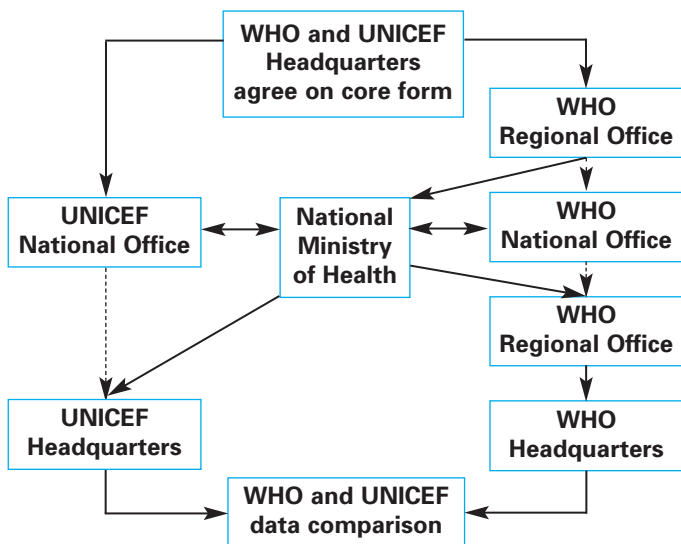 WHO and UNICEF
Headquarters
agree on core form
WHO
Regional Office
UNICEF
National Office
National
Ministry
of Health
WHO
National Office
WHO
Regional Office
UNICEF
Headquarters
WHO
Headquarters
WHO and UNICEF
data comparison